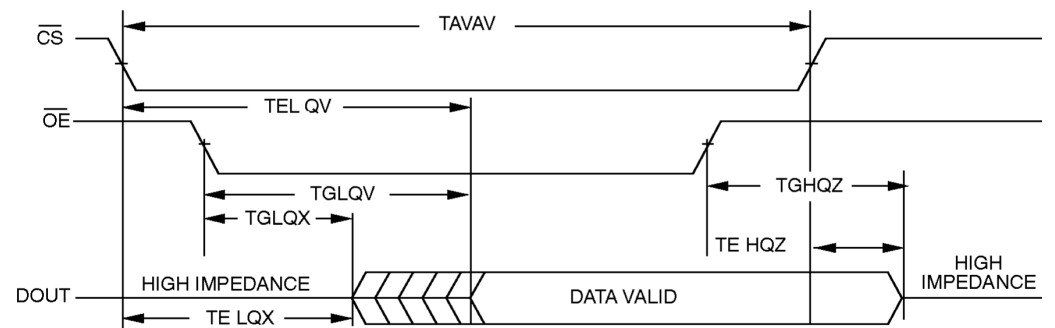 TAVAV
CS
TEL QV
OE
TGLQV
TGHQZ
TGLQX
TE HQZ
HIGH IMPEDANCE
HIGH
IMPEDANCE
DOUT
DATA VALID
TE LQX